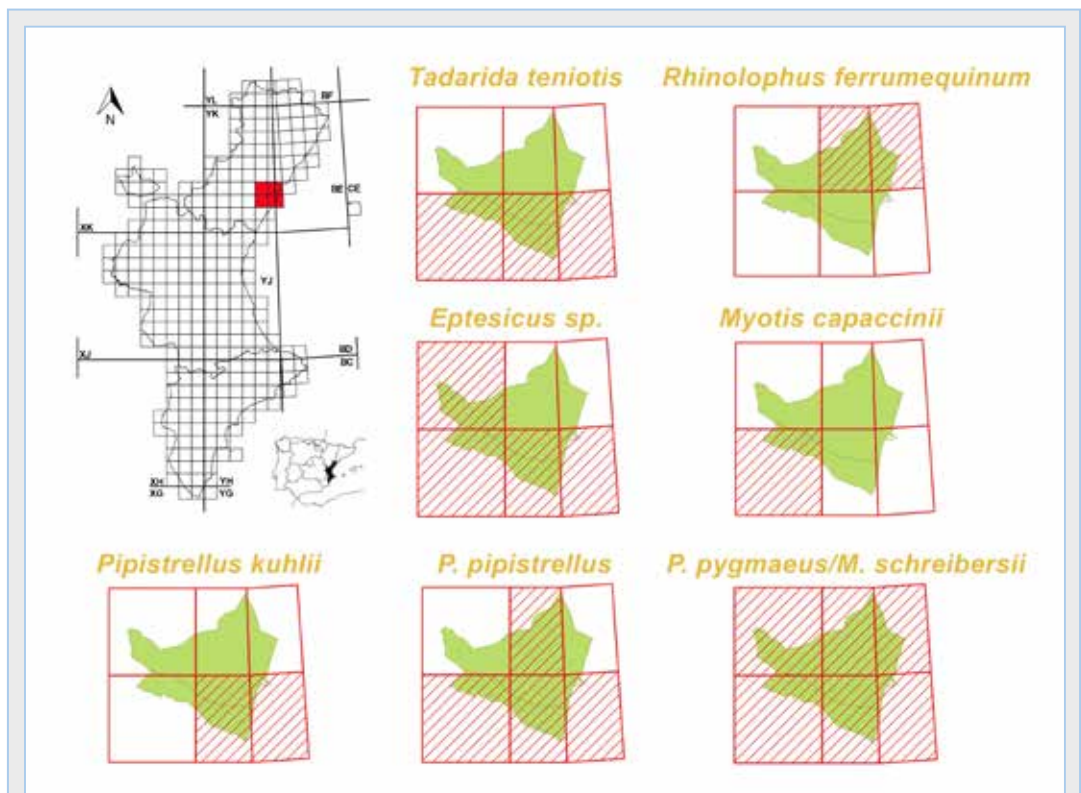 Tadarida teniotis
Rhinolophus ferrumequinum
N
YL
YK
BF
BE
CE
XK
YJ
XJ
BD
BC
XH
YH
XG
YG
Eptesicus sp.
Myotis capaccinii
Pipistrellus kuhlii
P. pipistrellus
P. pygmaeus/M. schreibersii